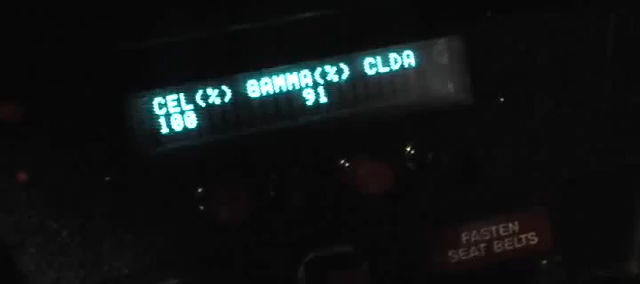 CEL(%) GAMMA(%) CLDA
100 91
FASTEN
SEAT BELTS